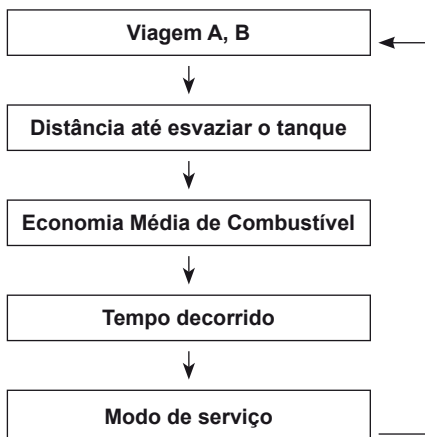 Viagem A, B
Distância até esvaziar o tanque
Economia Média de Combustível
Tempo decorrido
Modo de serviço